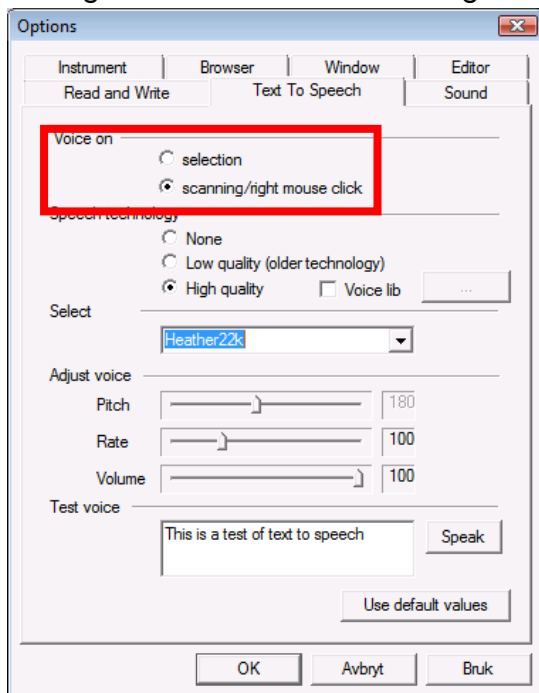 Options
Instrument Browser Window Editor
Read and Write Text To Speech Sound
Voice on
selection
scanning/right mouse click
Speech technology
None
Low quality (older technology)
High quality Voice lib ...
Select
Heather22k
Adjust voice
Pitch 180
Rate 100
Volume 100
Test voice
This is a test of text to speech Speak
Use default values
OK Avbryt Bruk